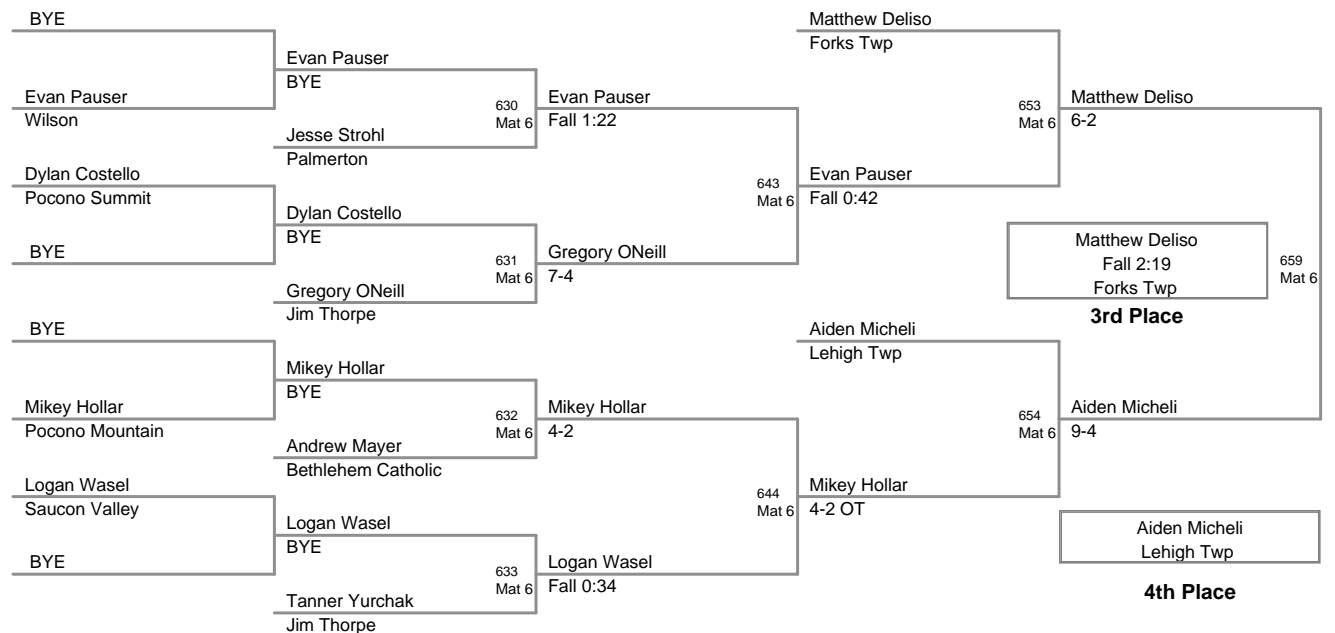 BYE
Evan Pauser
Wilson
Dylan Costello
Pocono Summit
BYE
BYE
Mikey Hollar
Pocono Mountain
Logan Wasel
Saucon Valley
BYE
Evan Pauser
BYE
630
Mat 6
Jesse Strohl
Palmerton
Dylan Costello
BYE
631
Mat 6
Gregory ONeill
Jim Thorpe
Mikey Hollar
BYE
632
Mat 6
Andrew Mayer
Bethlehem Catholic
Logan Wasel
BYE
633
Mat 6
Tanner Yurchak
Jim Thorpe
Evan Pauser
Fall 1:22
643
Mat 6
Gregory ONeill
7-4
Mikey Hollar
4-2
644
Mat 6
Logan Wasel
Fall 0:34
Matthew Deliso
Forks Twp
653
Mat 6
Evan Pauser
Fall 0:42
Aiden Micheli
Lehigh Twp
654
Mat 6
Mikey Hollar
4-2 OT
Matthew Deliso
6-2
Matthew Deliso
Fall 2:19
Forks Twp
3rd Place
659
Mat 6
Aiden Micheli
9-4
Aiden Micheli
Lehigh Twp
4th Place